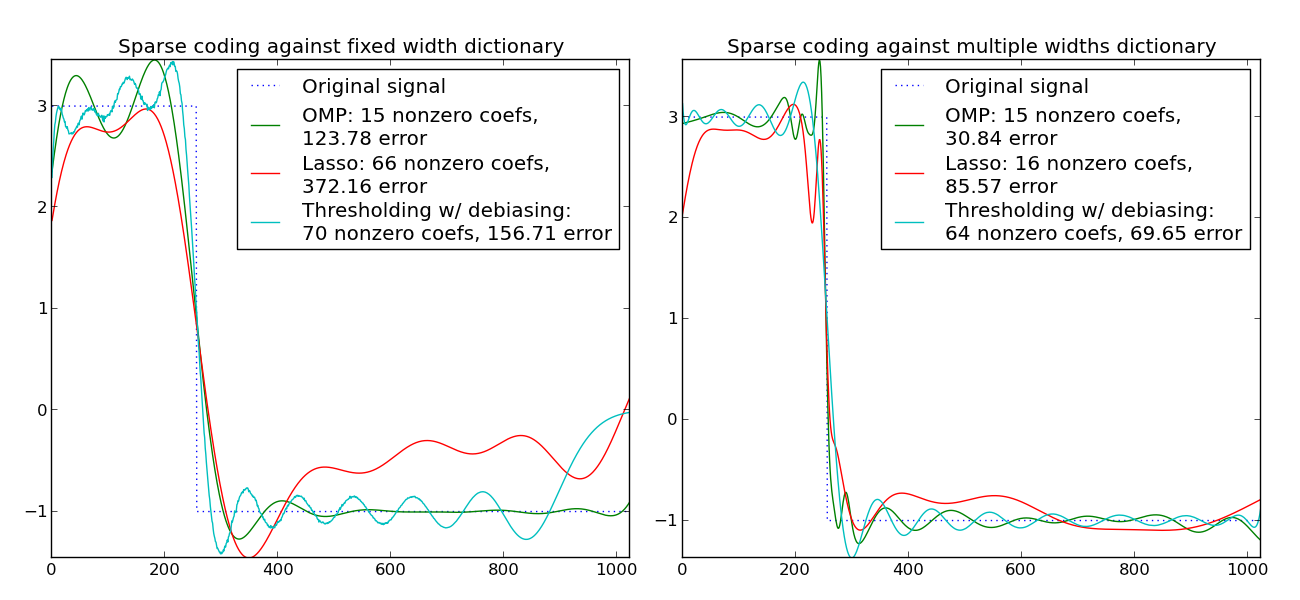 Sparse coding against fixed width dictionary
Original signal
OMP: 15 nonzero coefs,
123.78 error
Lasso: 66 nonzero coefs,
372.16 error
Thresholding w/ debiasing:
70 nonzero coefs, 156.71 error
3
2
1
0
−1
0
200
400
600
800
1000
Sparse coding against multiple widths dictionary
Original signal
OMP: 15 nonzero coefs,
30.84 error
Lasso: 16 nonzero coefs,
85.57 error
Thresholding w/ debiasing:
64 nonzero coefs, 69.65 error
3
2
1
0
−1
0
200
400
600
800
1000